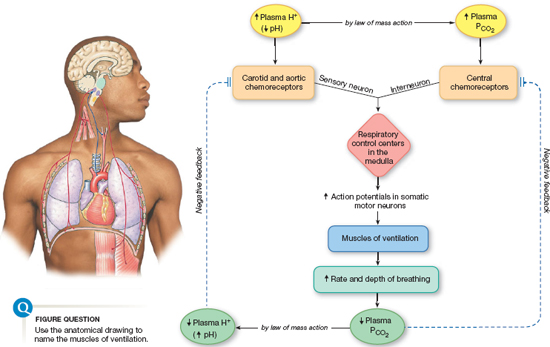 ↑ Plasma H⁺
(↓ pH)
by law of mass action
↑ Plasma
P CO₂
Carotid and aortic
chemoreceptors
Sensory neuron
Interneuron
Central
chemoreceptors
Respiratory
control centers
in the
medulla
Negative feedback
Negative feedback
↑ Action potentials in somatic
motor neurons
Muscles of ventilation
↑ Rate and depth of breathing
↓ Plasma H⁺
(↑ pH)
by law of mass action
↓ Plasma
P CO₂
Q
FIGURE QUESTION
Use the anatomical drawing to
name the muscles of ventilation.